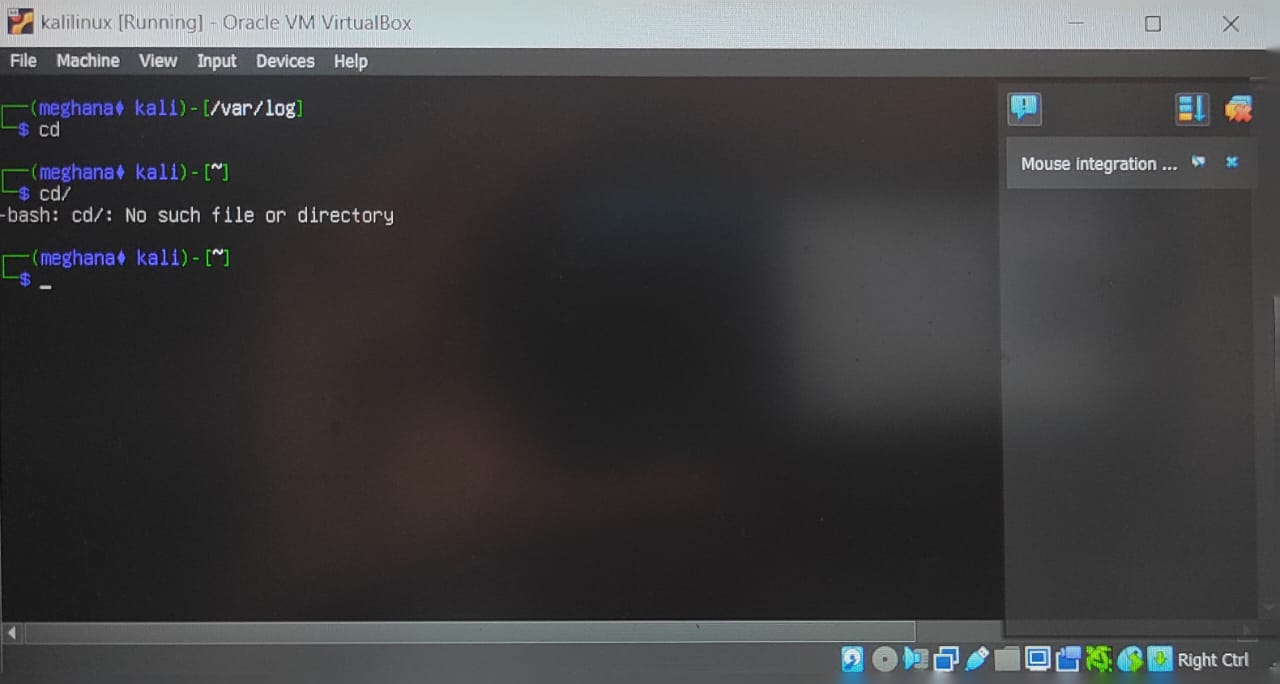 kalilinux [Running] - Oracle VM VirtualBox
File Machine View Input Devices Help
┌──(meghana♦ kali)-[/var/log]
└─$ cd
┌──(meghana♦ kali)-[~]
└─$ cd/
-bash: cd/: No such file or directory
┌──(meghana♦ kali)-[~]
└─$ _
Mouse integration ...
Right Ctrl